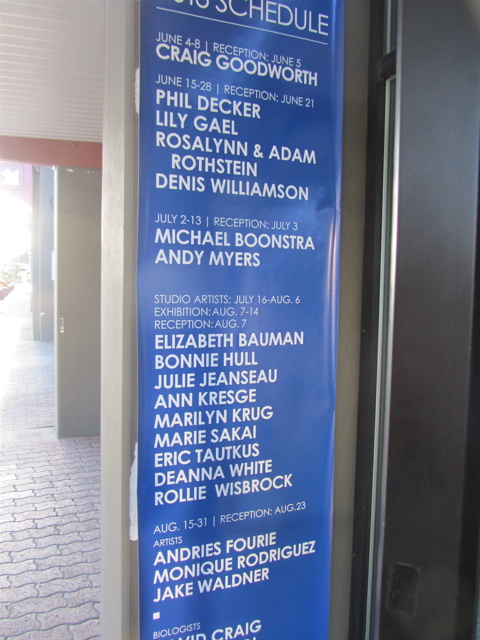 SCHEDULE
JUNE 4-8 | RECEPTION: JUNE 5
CRAIG GOODWORTH
JUNE 15-28 | RECEPTION: JUNE 21
PHIL DECKER
LILY GAEL
ROSALYNN & ADAM
ROTHSTEIN
DENIS WILLIAMSON
JULY 2-13 | RECEPTION: JULY 3
MICHAEL BOONSTRA
ANDY MYERS
STUDIO ARTISTS: JULY 16-AUG. 6
EXHIBITION: AUG. 7-14
RECEPTION: AUG. 7
ELIZABETH BAUMAN
BONNIE HULL
JULIE JEANSEAU
ANN KRESGE
MARILYN KRUG
MARIE SAKAI
ERIC TAUTKUS
DEANNA WHITE
ROLLIE WISBROCK
AUG. 15-31 | RECEPTION: AUG.23
ARTISTS
ANDRIES FOURIE
MONIQUE RODRIGUEZ
JAKE WALDNER
BIOLOGISTS
DAVID CRAIG